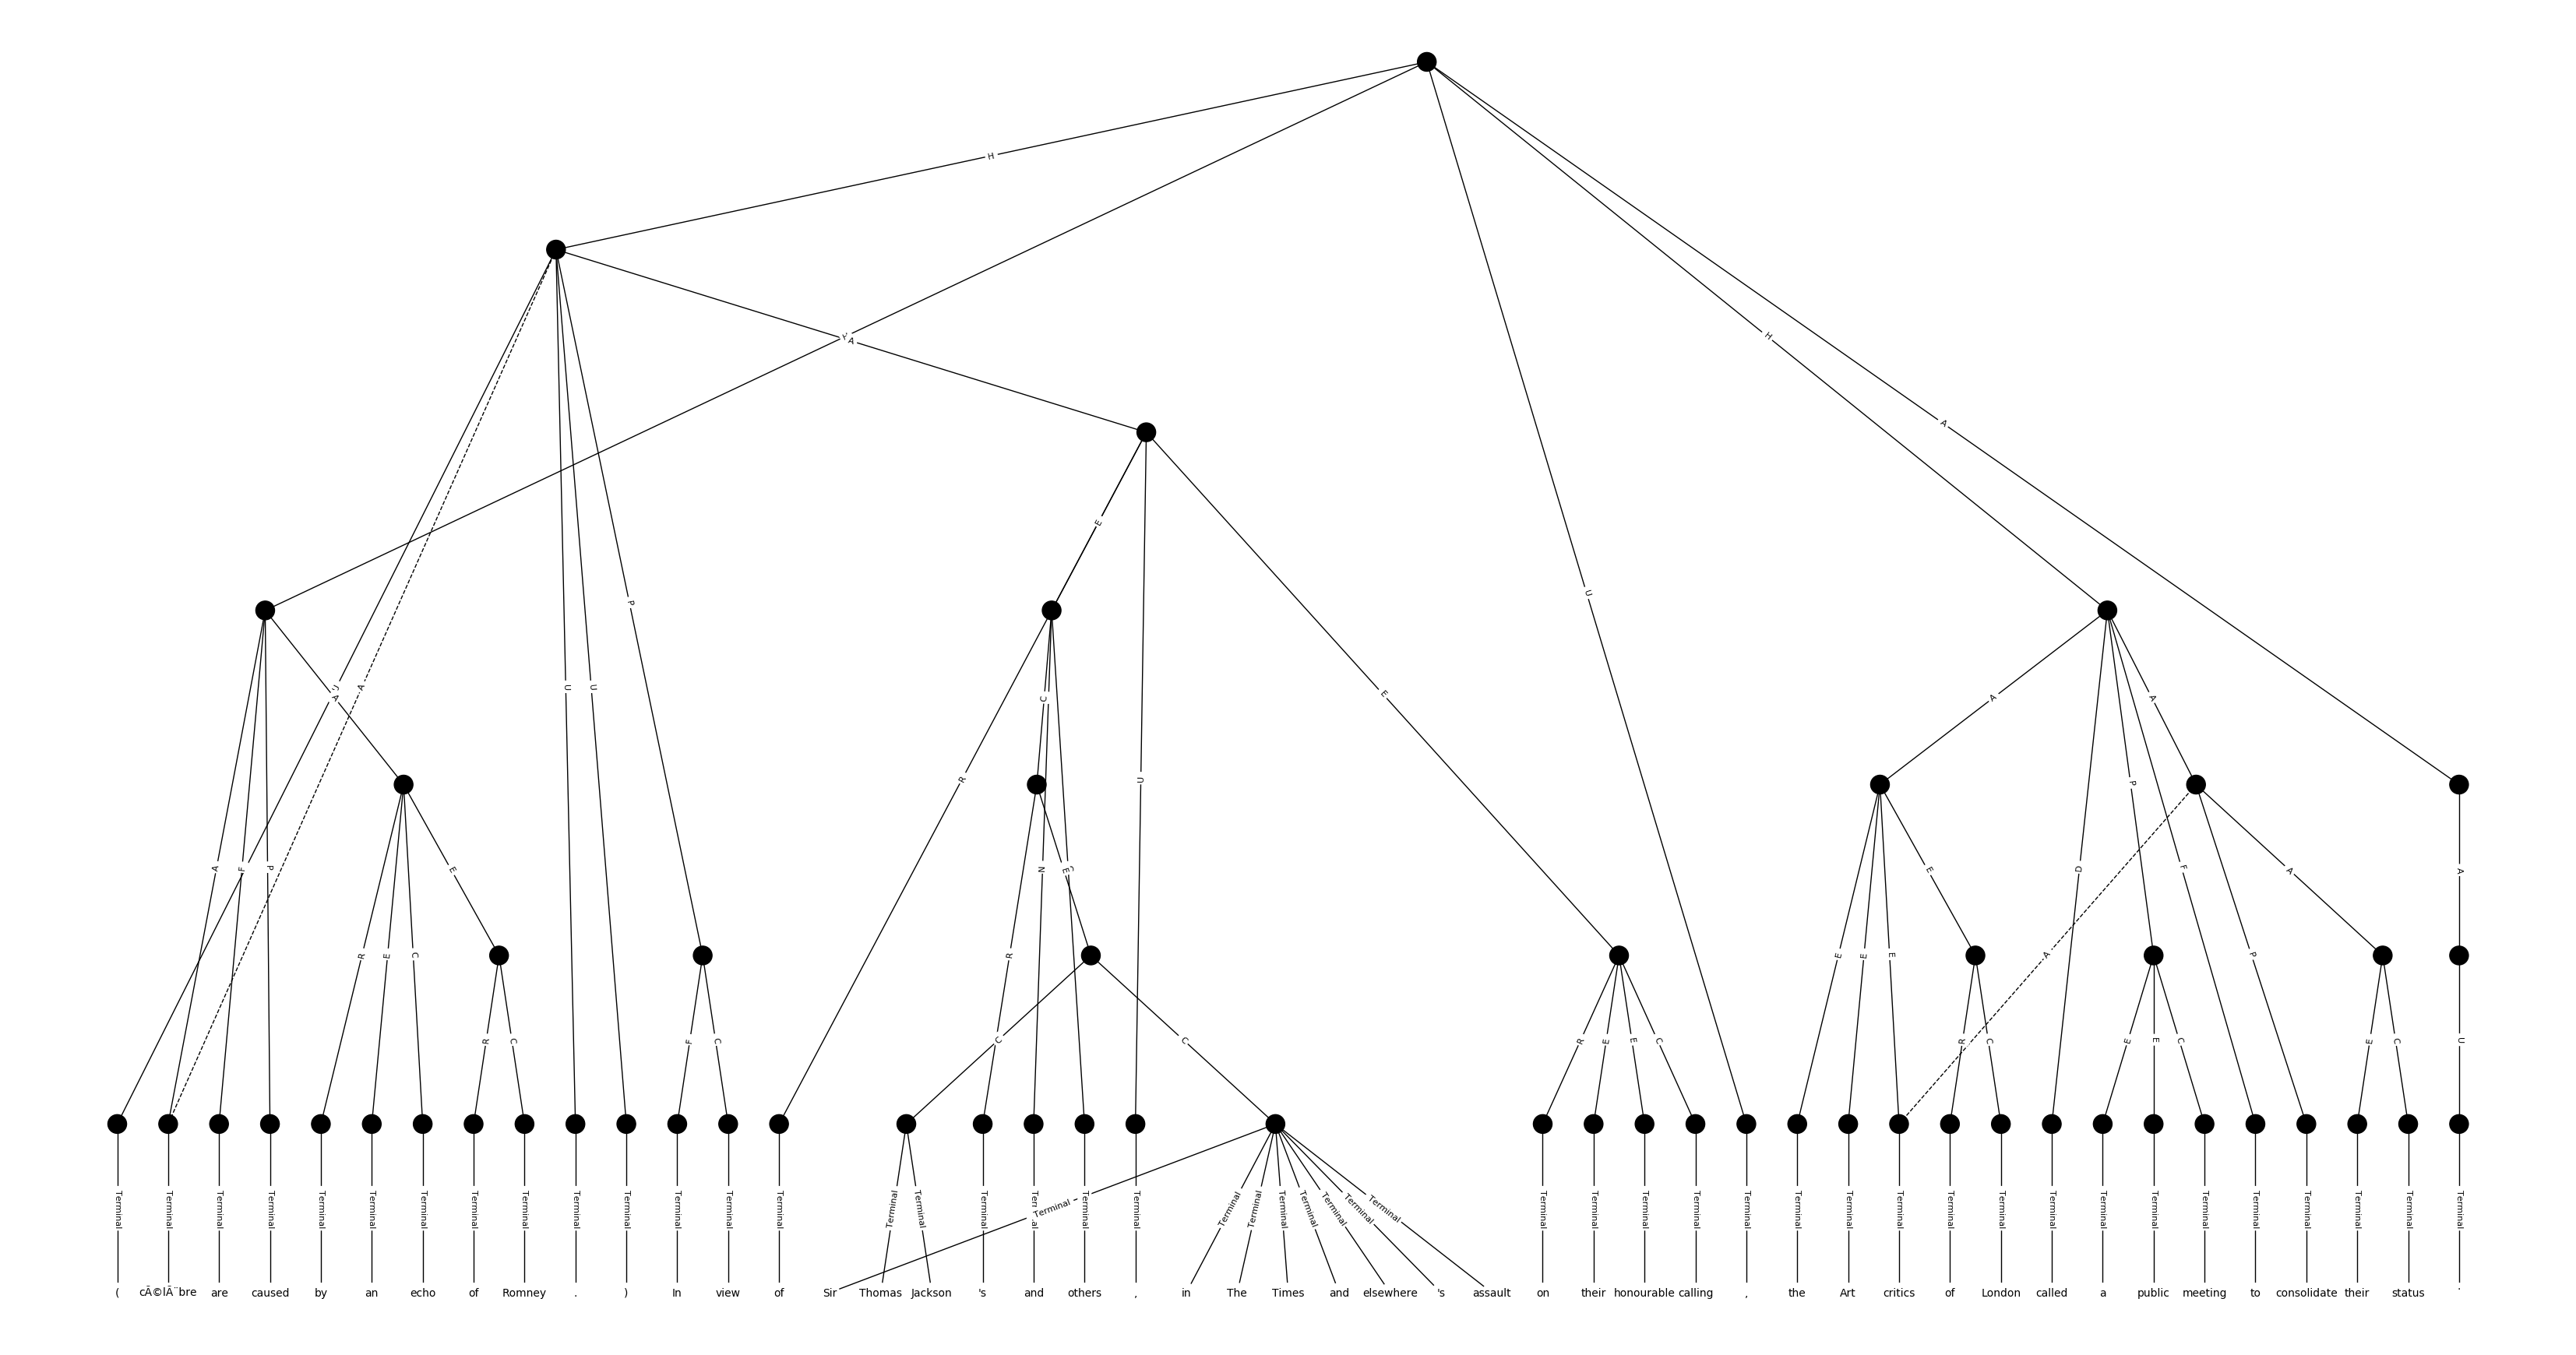 H
H
A
A
E
U P
U A A U U E C A A
R U P
A F P E N E D F E A A
R E C R E E E A P
R C F C C C R E E C R C E E C E C U
Terminal Terminal Terminal Terminal Terminal Terminal Terminal Terminal Terminal Terminal Terminal Terminal Terminal Terminal Terminal Terminal Terminal Terminal Terminal Terminal Terminal Terminal Terminal Terminal Terminal Terminal Terminal Terminal Terminal Terminal Terminal Terminal Terminal Terminal Terminal Terminal Terminal Terminal Terminal Terminal Terminal Terminal Terminal Terminal Terminal Terminal Terminal
( cÃ©lÃ¨bre are caused by an echo of Romney . ) In view of Sir Thomas Jackson 's and others , in The Times and elsewhere 's assault on their honourable calling , the Art critics of London called a public meeting to consolidate their status .